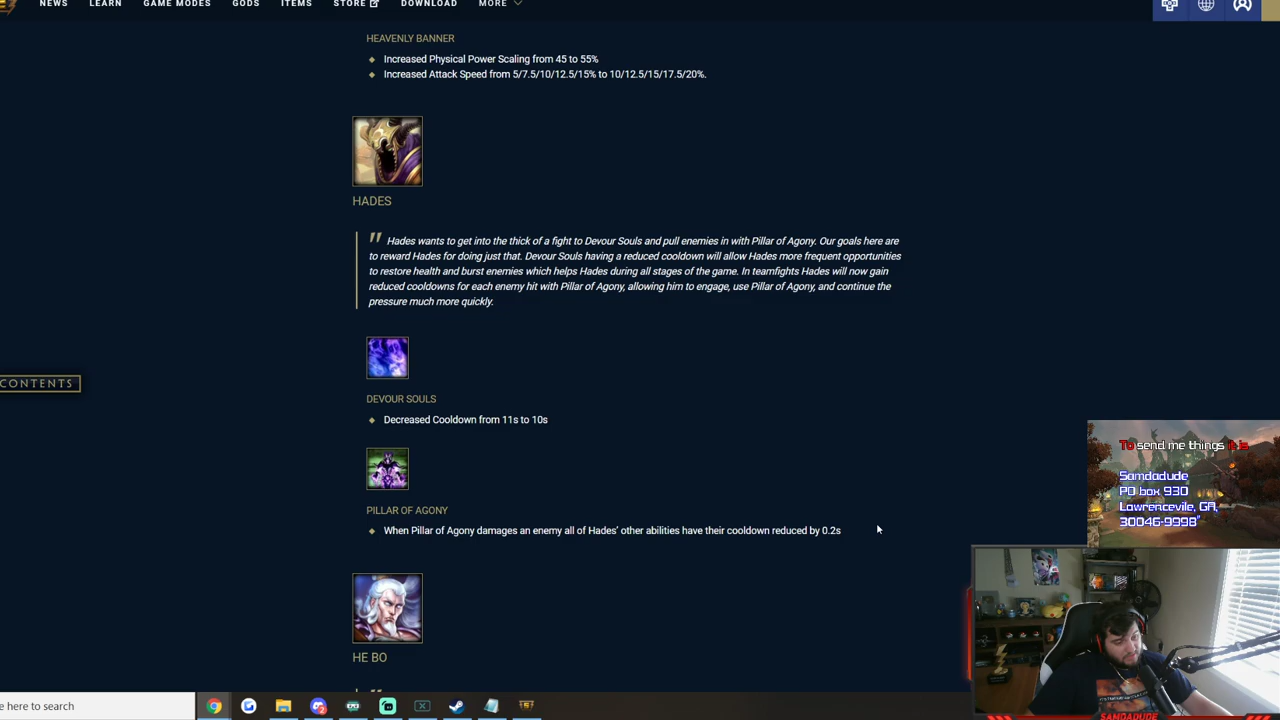 NEWS LEARN GAME MODES GODS ITEMS STORE DOWNLOAD MORE
HEAVENLY BANNER
Increased Physical Power Scaling from 45 to 55%
Increased Attack Speed from 5/7.5/10/12.5/15% to 10/12.5/15/17.5/20%.
HADES
" Hades wants to get into the thick of a fight to Devour Souls and pull enemies in with Pillar of Agony. Our goals here are
to reward Hades for doing just that. Devour Souls having a reduced cooldown will allow Hades more frequent opportunities
to restore health and burst enemies which helps Hades during all stages of the game. In teamfights Hades will now gain
reduced cooldowns for each enemy hit with Pillar of Agony, allowing him to engage, use Pillar of Agony, and continue the
pressure much more quickly.
CONTENTS
DEVOUR SOULS
Decreased Cooldown from 11s to 10s
PILLAR OF AGONY
When Pillar of Agony damages an enemy all of Hades' other abilities have their cooldown reduced by 0.2s
HE BO
To send me things it is
Samdadude
PO box 930
Lawrencevile, GA,
30046-9998"
e here to search
SAMDADUDE